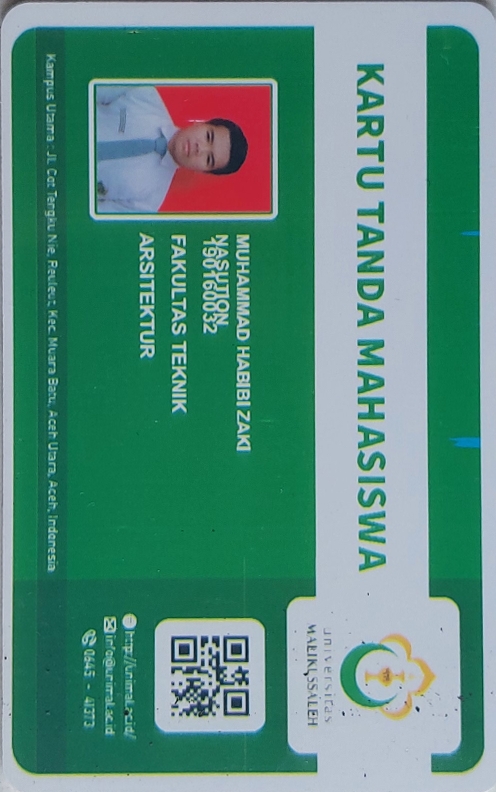 KARTU TANDA MAHASISWA
universitas
MALIKUSSALEH
MUHAMMAD HABIBI ZAKI
NASUTION
190160032
FAKULTAS TEKNIK
ARSITEKTUR
http://unimal.ac.id/
info@unimal.ac.id
0645 - 41373
Kampus Utama : Jl. Cot Tengku Nie, Reuleut, Kec. Muara Batu, Aceh Utara, Aceh, Indonesia